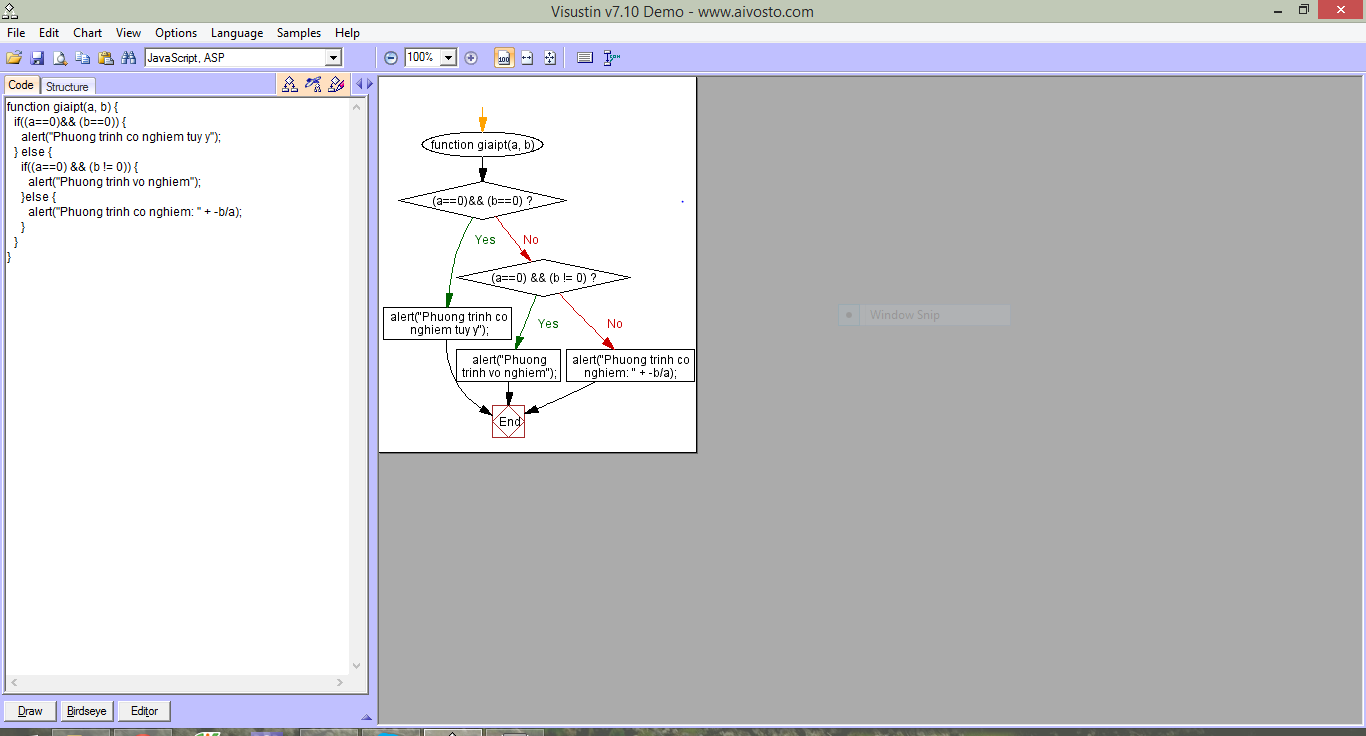 Visustin v7.10 Demo - www.aivosto.com
File Edit Chart View Options Language Samples Help
JavaScript, ASP
100%
100
Code Structure
function giaipt(a, b) {
if((a==0)&& (b==0)) {
alert("Phuong trinh co nghiem tuy y");
} else {
if((a==0) && (b != 0)) {
alert("Phuong trinh vo nghiem");
}else {
alert("Phuong trinh co nghiem: " + -b/a);
}
}
}
Draw Birdseye Editor
function giaipt(a, b)
(a==0)&& (b==0) ?
Yes No
(a==0) && (b != 0) ?
alert("Phuong trinh co
nghiem tuy y");
Yes No
alert("Phuong
trinh vo nghiem");
alert("Phuong trinh co
nghiem: " + -b/a);
End
Window Snip